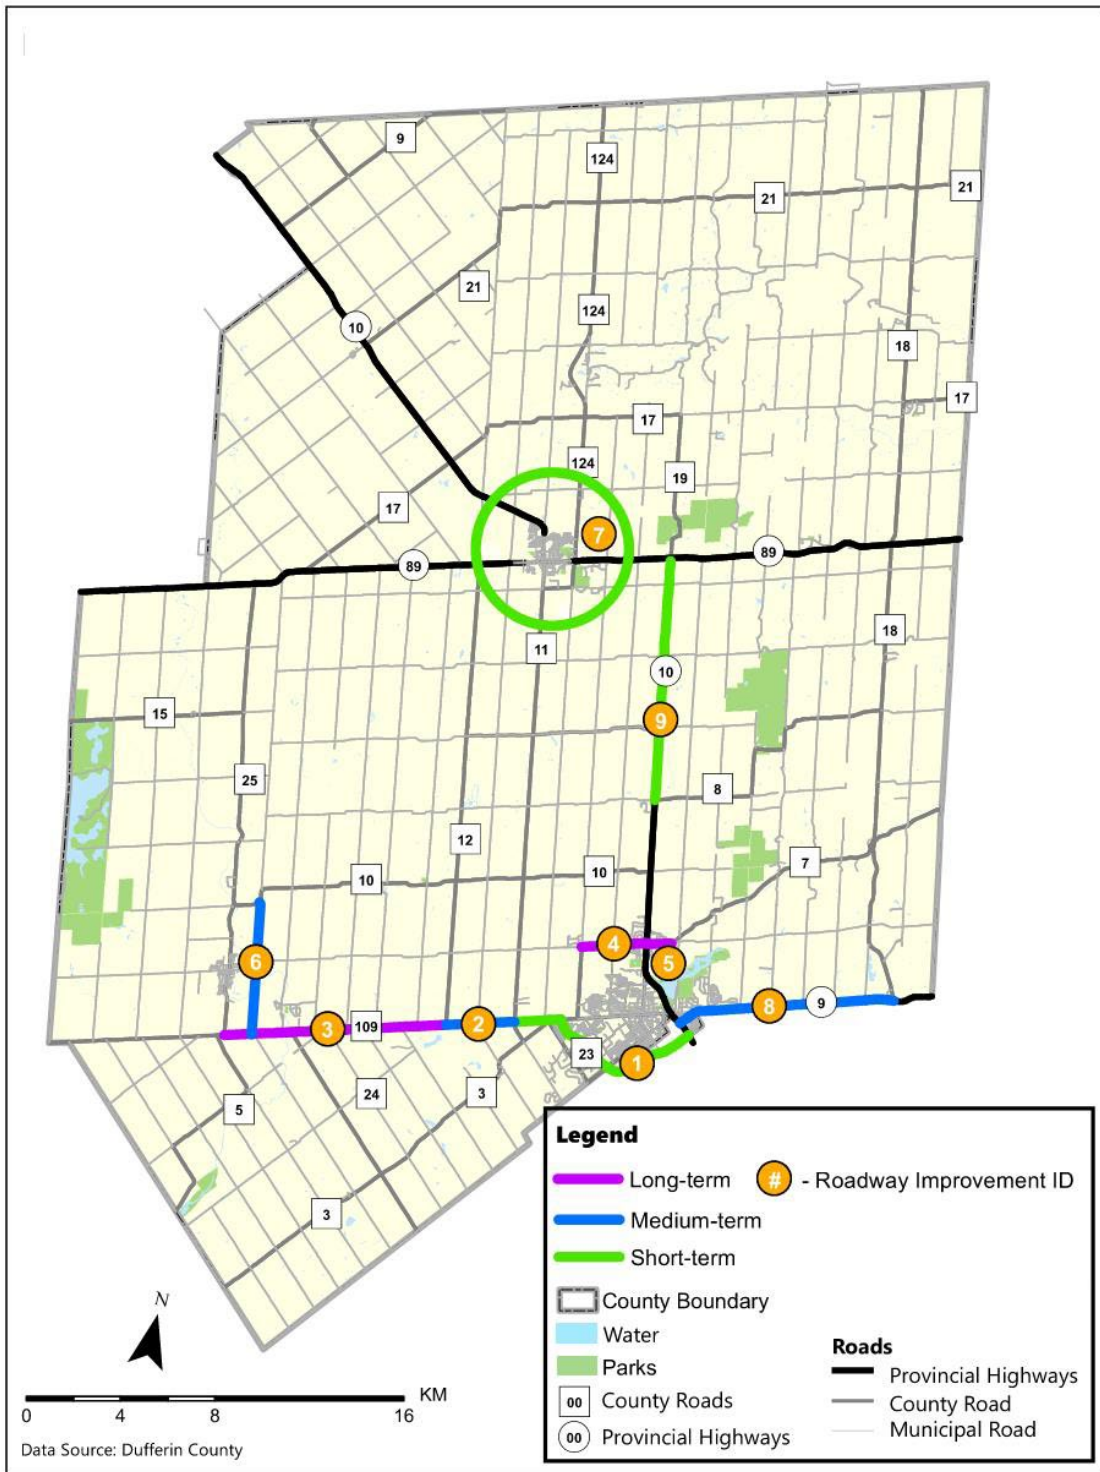 9
124
21
21
21
124
10
18
17
17
124
19
17
7
89
89
11
18
10
15
9
25
8
12
7
10
10
4
6
5
8
9
3
109
2
23
1
5
24
3
3
N
KM
0 4 8 16
Data Source: Dufferin County
Legend
Long-term
# - Roadway Improvement ID
Medium-term
Short-term
County Boundary
Water
Parks
00 County Roads
00 Provincial Highways
Roads
Provincial Highways
County Road
Municipal Road